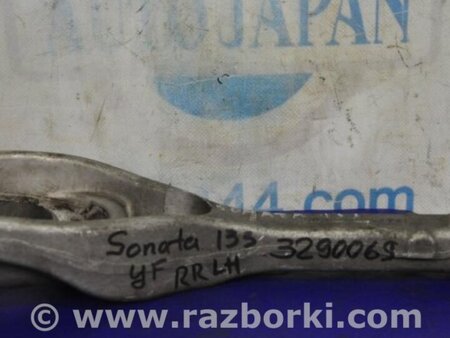 AUTOJAPAN
44.com
Sonata 133 3290069
YF RR LH
© www.razborki.com